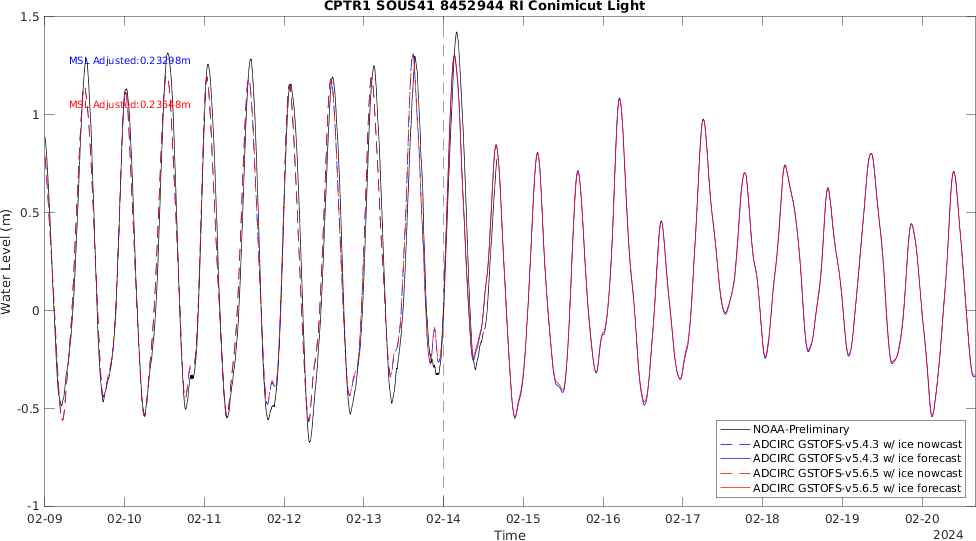 CPTR1 SOUS41 8452944 RI Conimicut Light
1.5
1
0.5
0
-0.5
-1
Water Level (m)
MSL Adjusted:0.23298m
MSL Adjusted:0.23548m
NOAA-Preliminary
ADCIRC GSTOFS-v5.4.3 w/ ice nowcast
ADCIRC GSTOFS-v5.4.3 w/ ice forecast
ADCIRC GSTOFS-v5.6.5 w/ ice nowcast
ADCIRC GSTOFS-v5.6.5 w/ ice forecast
02-09 02-10 02-11 02-12 02-13 02-14 02-15 02-16 02-17 02-18 02-19 02-20
Time
2024